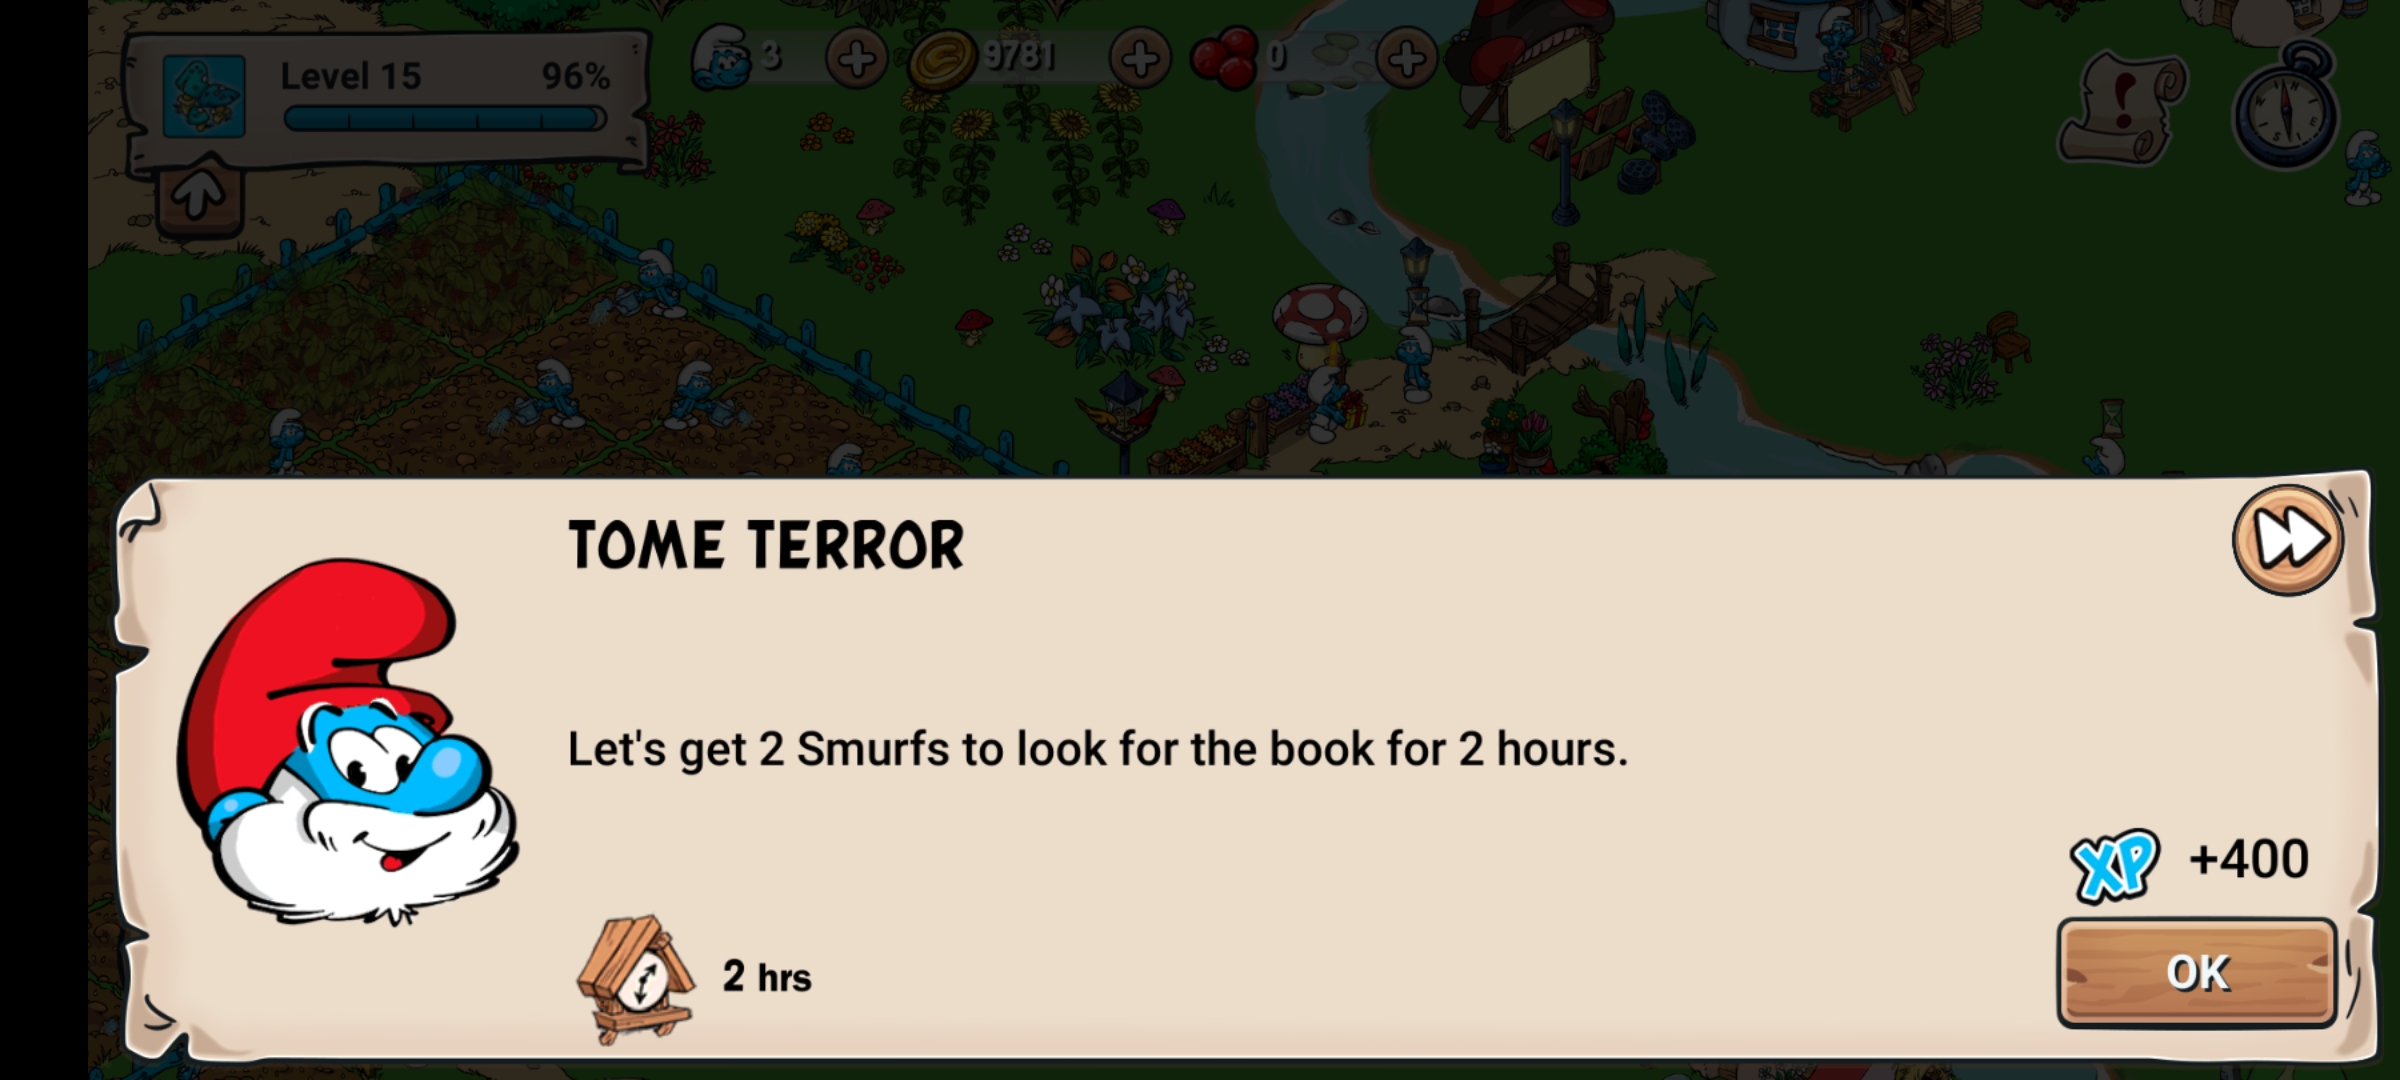 Level 15 96%
3
9781
0
TOME TERROR
Let's get 2 Smurfs to look for the book for 2 hours.
XP +400
2 hrs
OK